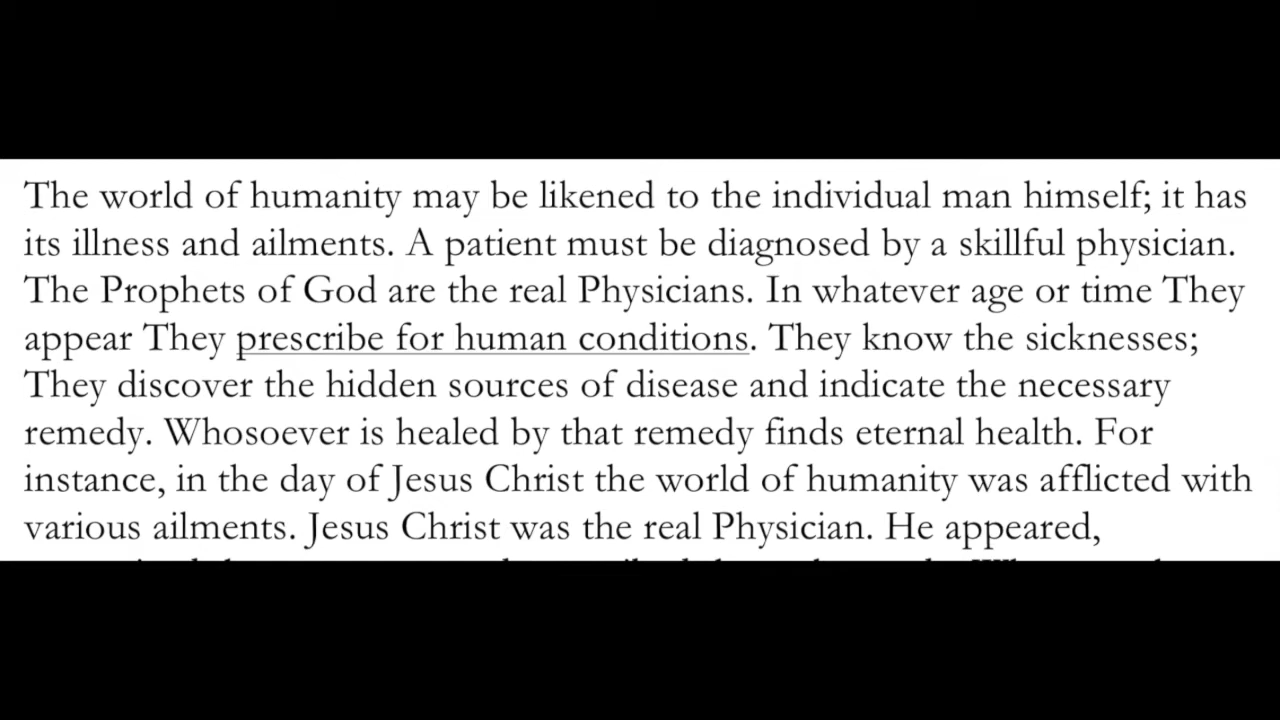 The world of humanity may be likened to the individual man himself; it has
its illness and ailments. A patient must be diagnosed by a skillful physician.
The Prophets of God are the real Physicians. In whatever age or time They
appear They prescribe for human conditions. They know the sicknesses;
They discover the hidden sources of disease and indicate the necessary
remedy. Whosoever is healed by that remedy finds eternal health. For
instance, in the day of Jesus Christ the world of humanity was afflicted with
various ailments. Jesus Christ was the real Physician. He appeared,